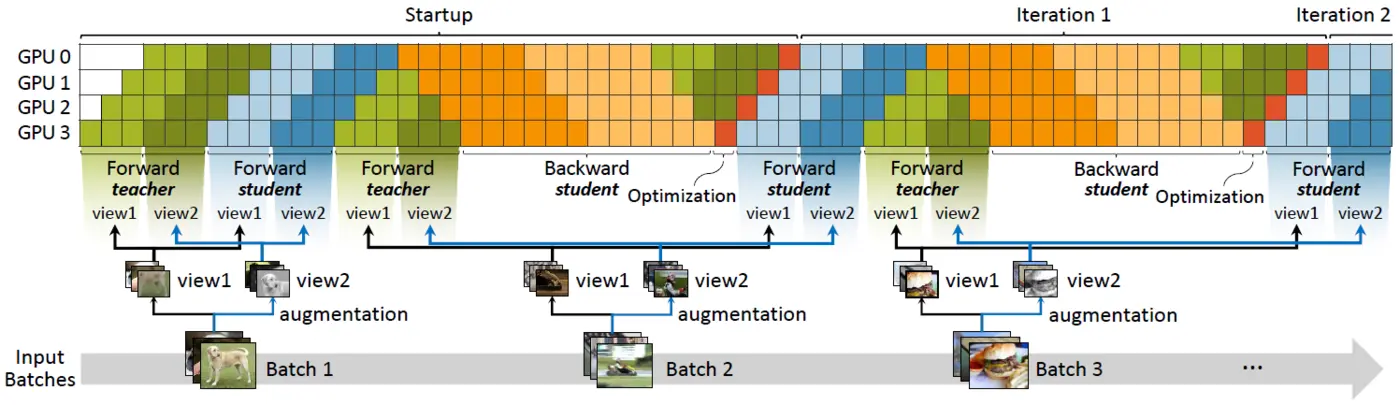 Startup
Iteration 1
Iteration 2
GPU 0
GPU 1
GPU 2
GPU 3
Forward
teacher
view1
view2
Forward
student
view1
view2
Forward
teacher
view1
view2
Backward
student
Optimization
Forward
student
view1
view2
Forward
teacher
view1
view2
Backward
student
Optimization
Forward
student
view1
view2
view1
view2
augmentation
view1
view2
augmentation
view1
view2
augmentation
Input
Batches
Batch 1
Batch 2
Batch 3
...